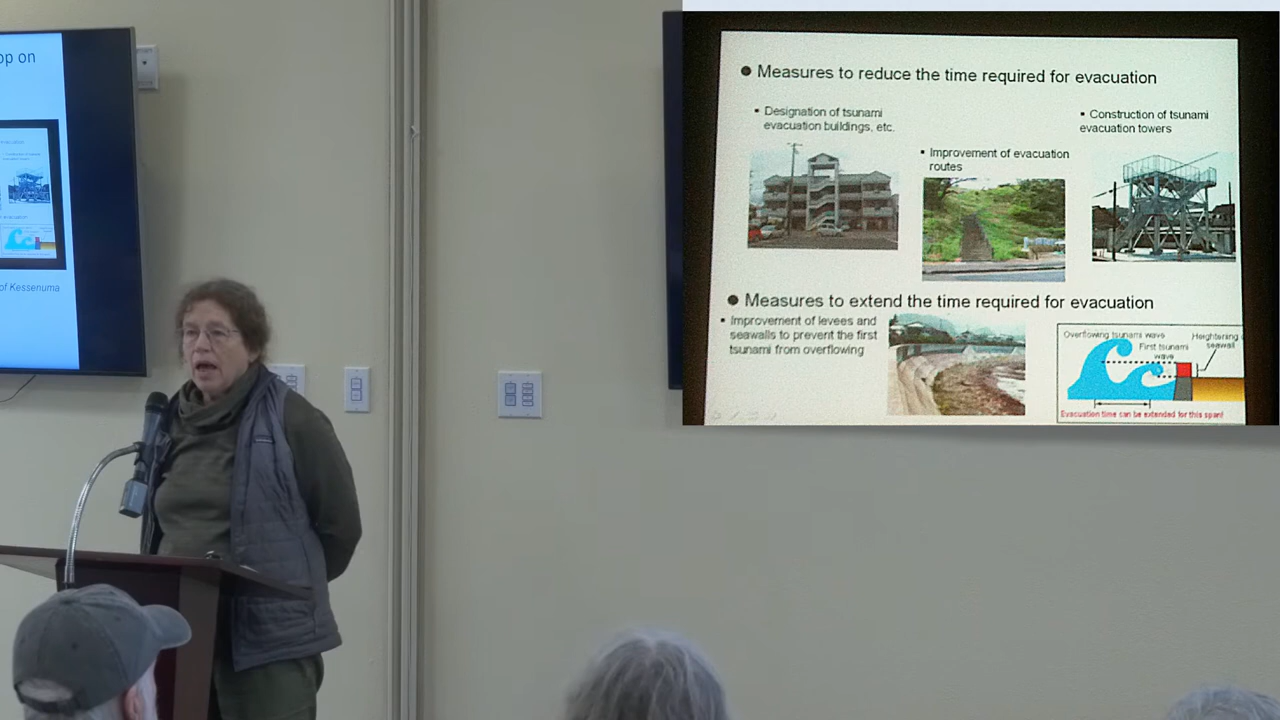 op on
of Kessenuma
● Measures to reduce the time required for evacuation
▪ Designation of tsunami
evacuation buildings, etc.
▪ Improvement of evacuation
routes
▪ Construction of tsunami
evacuation towers
● Measures to extend the time required for evacuation
▪ Improvement of levees and
seawalls to prevent the first
tsunami from overflowing
Overflowing tsunami wave
First tsunami
wave
Heightening
seawall
Evacuation time can be extended for this span!